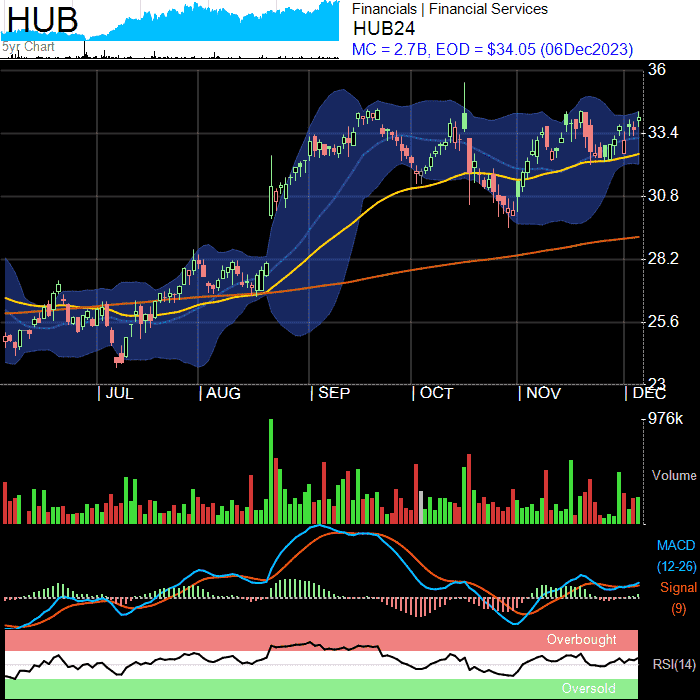 HUB
5yr Chart
Financials | Financial Services
HUB24
MC = 2.7B, EOD = $34.05 (06Dec2023)
36
33.4
30.8
28.2
25.6
23
| JUL
| AUG
| SEP
| OCT
| NOV
| DEC
976k
Volume
MACD
(12-26)
Signal
(9)
Overbought
RSI(14)
Oversold